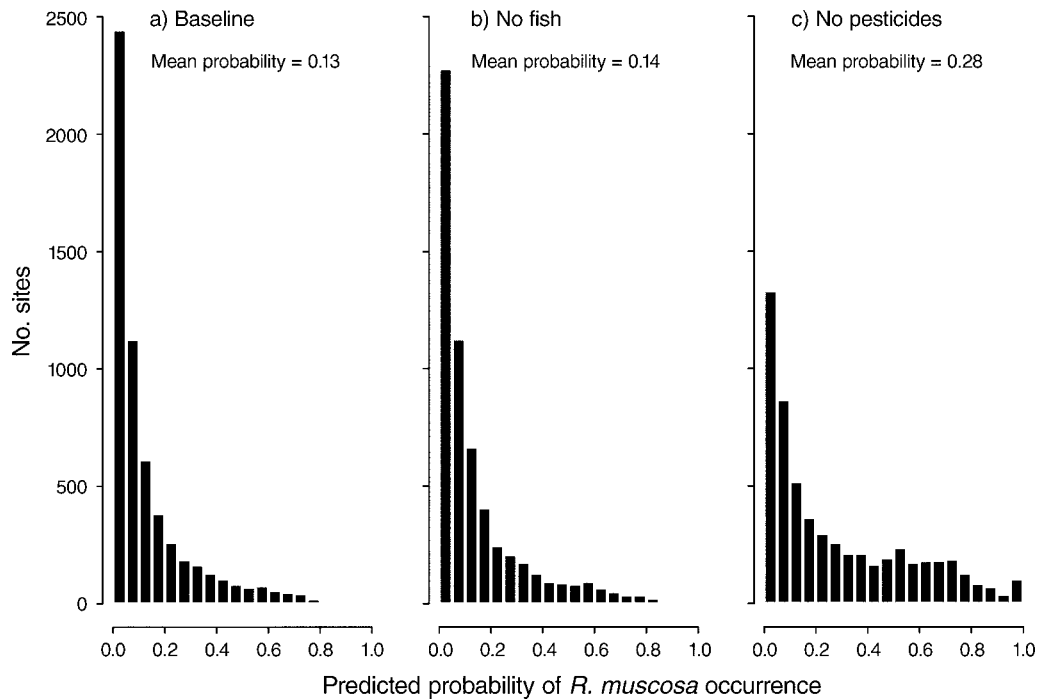 a) Baseline
Mean probability = 0.13
b) No fish
Mean probability = 0.14
c) No pesticides
Mean probability = 0.28
No. sites
2500
2000
1500
1000
500
0
0.0 0.2 0.4 0.6 0.8 1.0
0.0 0.2 0.4 0.6 0.8 1.0
0.0 0.2 0.4 0.6 0.8 1.0
Predicted probability of R. muscosa occurrence